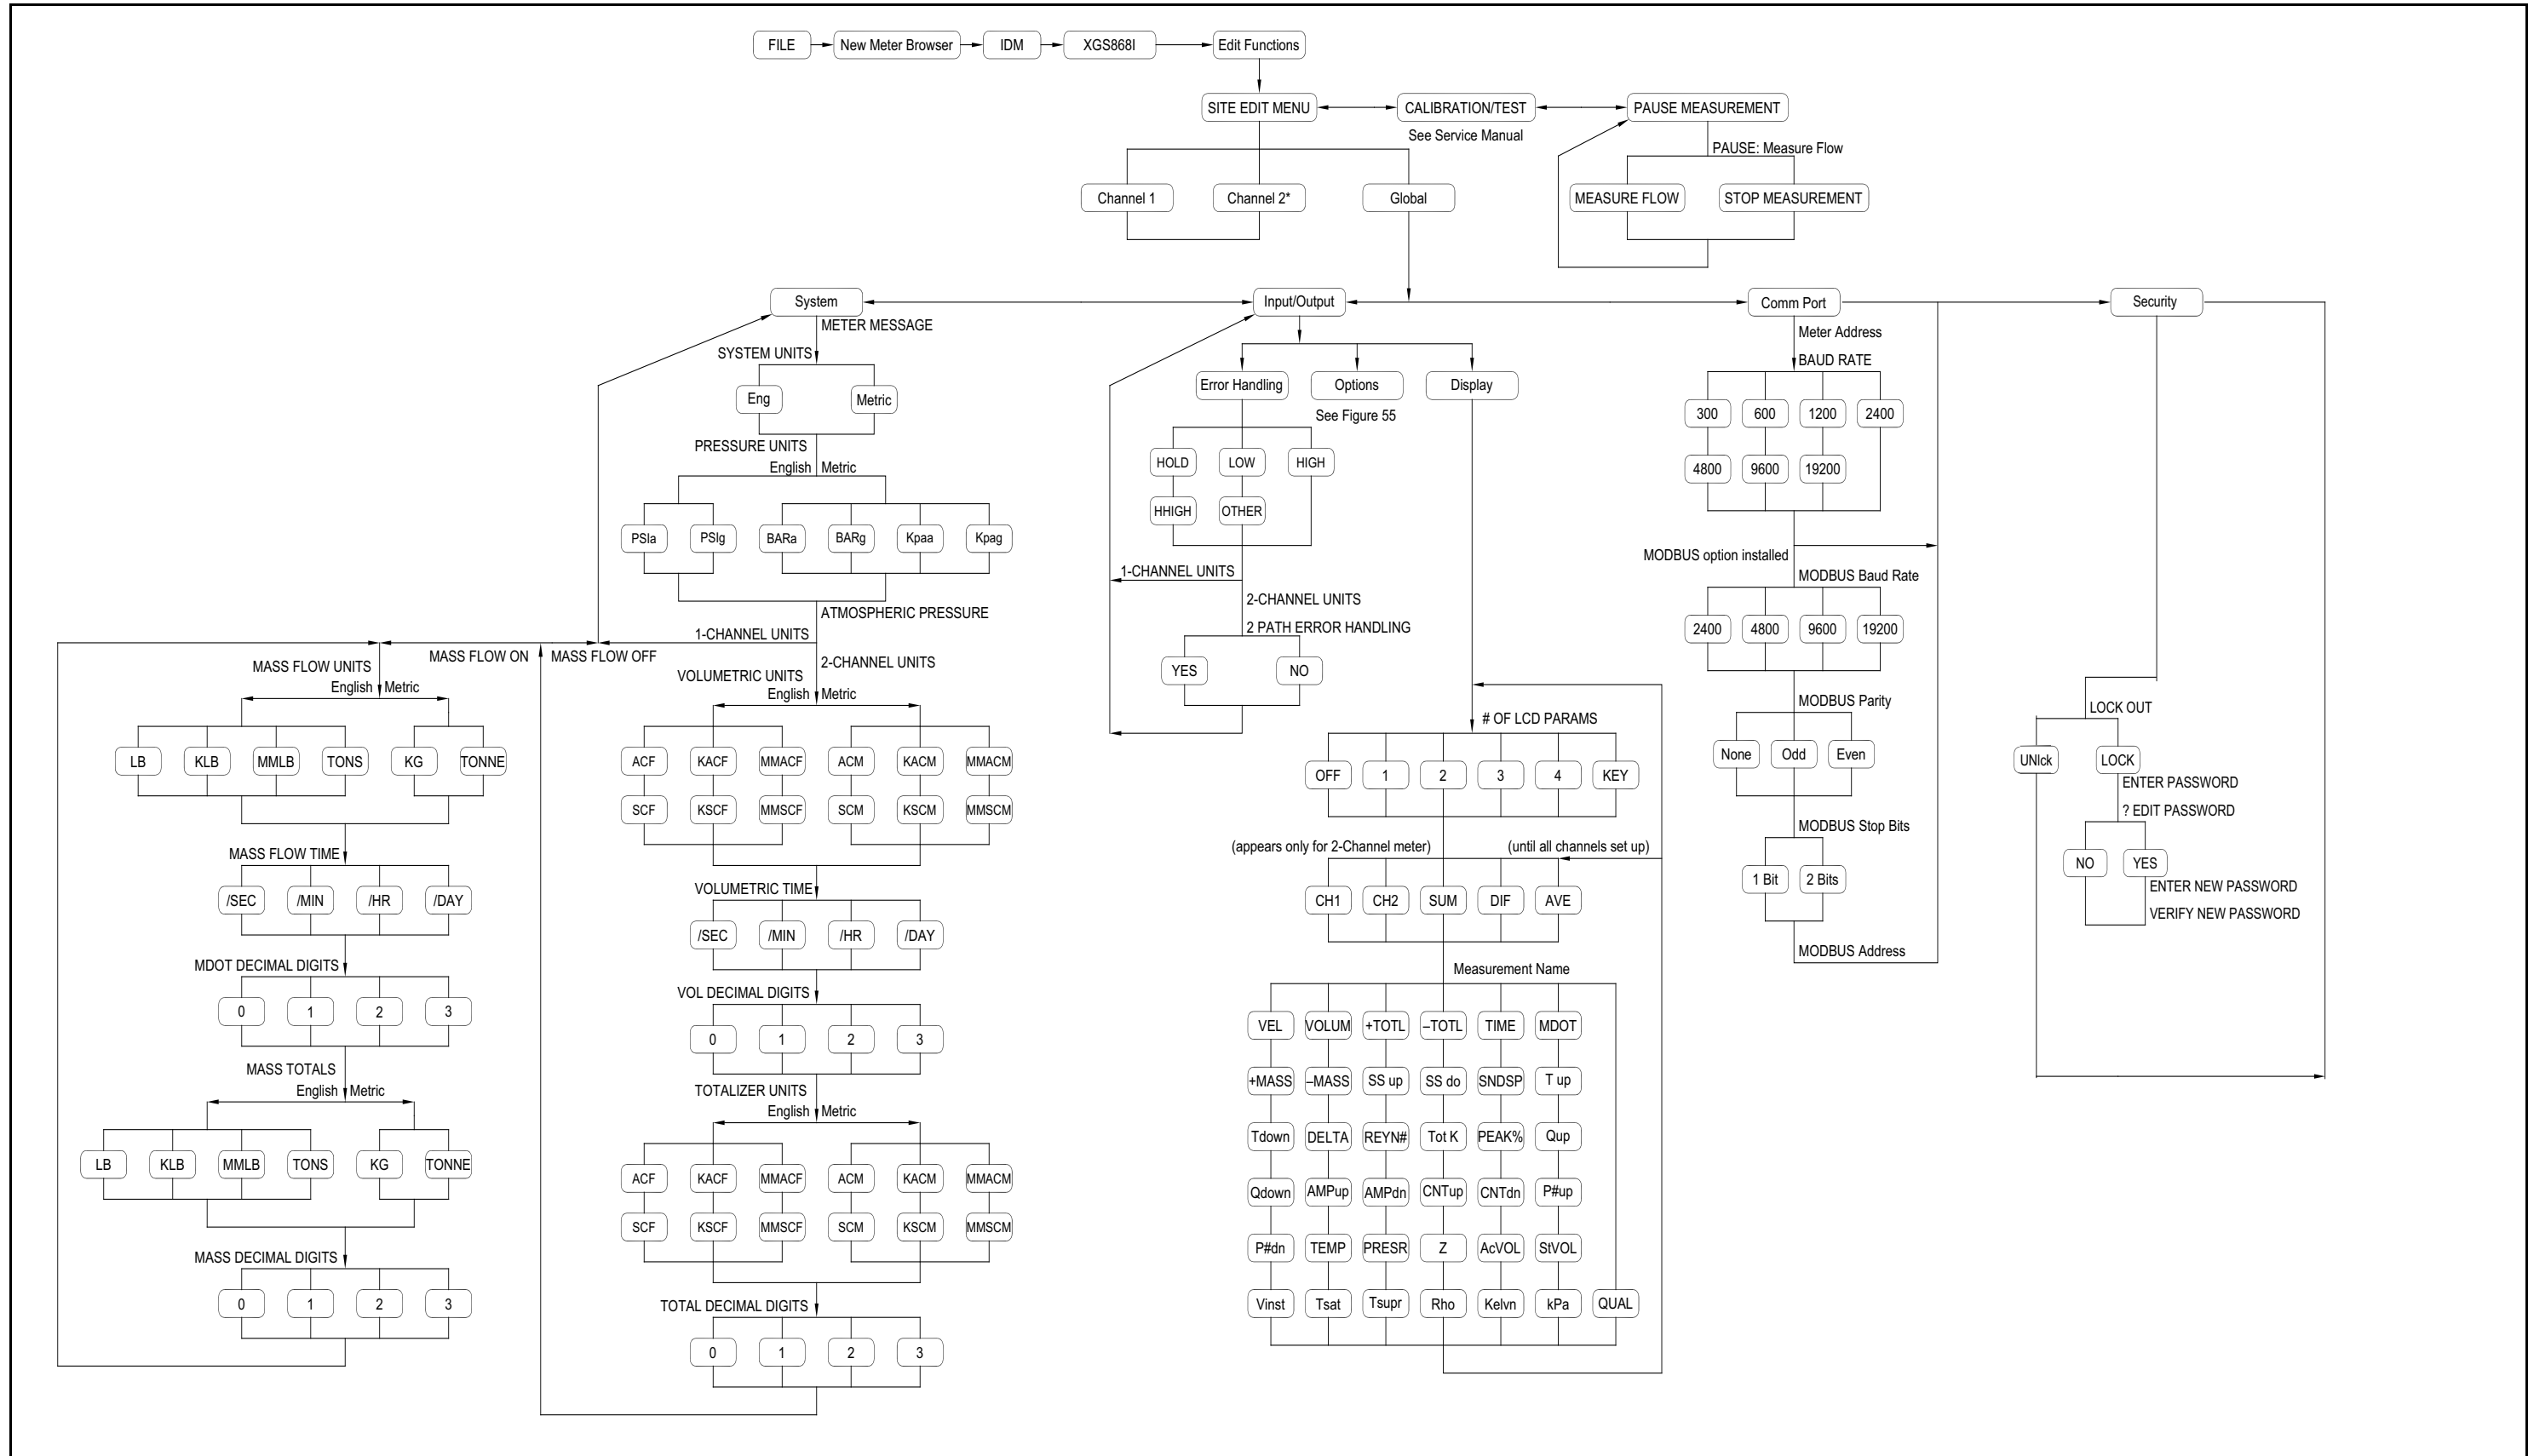 FILE
New Meter Browser
IDM
XGS868I
Edit Functions
SITE EDIT MENU
CALIBRATION/TEST
PAUSE MEASUREMENT
See Service Manual
PAUSE: Measure Flow
Channel 1
Channel 2*
Global
MEASURE FLOW
STOP MEASUREMENT
System
Input/Output
Comm Port
Security
METER MESSAGE
SYSTEM UNITS
Eng
Metric
PRESSURE UNITS
English
Metric
PSIa
PSIg
BARa
BARg
Kpaa
Kpag
ATMOSPHERIC PRESSURE
1-CHANNEL UNITS
MASS FLOW ON
MASS FLOW OFF
2-CHANNEL UNITS
MASS FLOW UNITS
English
Metric
LB
KLB
MMLB
TONS
KG
TONNE
MASS FLOW TIME
/SEC
/MIN
/HR
/DAY
MDOT DECIMAL DIGITS
0
1
2
3
MASS TOTALS
English
Metric
LB
KLB
MMLB
TONS
KG
TONNE
MASS DECIMAL DIGITS
0
1
2
3
VOLUMETRIC UNITS
English
Metric
ACF
KACF
MMACF
ACM
KACM
MMACM
SCF
KSCF
MMSCF
SCM
KSCM
MMSCM
VOLUMETRIC TIME
/SEC
/MIN
/HR
/DAY
VOL DECIMAL DIGITS
0
1
2
3
TOTALIZER UNITS
English
Metric
ACF
KACF
MMACF
ACM
KACM
MMACM
SCF
KSCF
MMSCF
SCM
KSCM
MMSCM
TOTAL DECIMAL DIGITS
0
1
2
3
Error Handling
Options
Display
See Figure 55
HOLD
LOW
HIGH
HHIGH
OTHER
1-CHANNEL UNITS
2-CHANNEL UNITS
2 PATH ERROR HANDLING
YES
NO
# OF LCD PARAMS
OFF
1
2
3
4
KEY
(appears only for 2-Channel meter)
(until all channels set up)
CH1
CH2
SUM
DIF
AVE
Measurement Name
VEL
VOLUM
+TOTL
–TOTL
TIME
MDOT
+MASS
–MASS
SS up
SS do
SNDSP
T up
Tdown
DELTA
REYN#
Tot K
PEAK%
Qup
Qdown
AMPup
AMPdn
CNTup
CNTdn
P#up
P#dn
TEMP
PRESR
Z
AcVOL
StVOL
Vinst
Tsat
Tsupr
Rho
Kelvn
kPa
QUAL
Meter Address
BAUD RATE
300
600
1200
2400
4800
9600
19200
MODBUS option installed
MODBUS Baud Rate
2400
4800
9600
19200
MODBUS Parity
None
Odd
Even
MODBUS Stop Bits
1 Bit
2 Bits
MODBUS Address
LOCK OUT
UNlck
LOCK
ENTER PASSWORD
? EDIT PASSWORD
NO
YES
ENTER NEW PASSWORD
VERIFY NEW PASSWORD